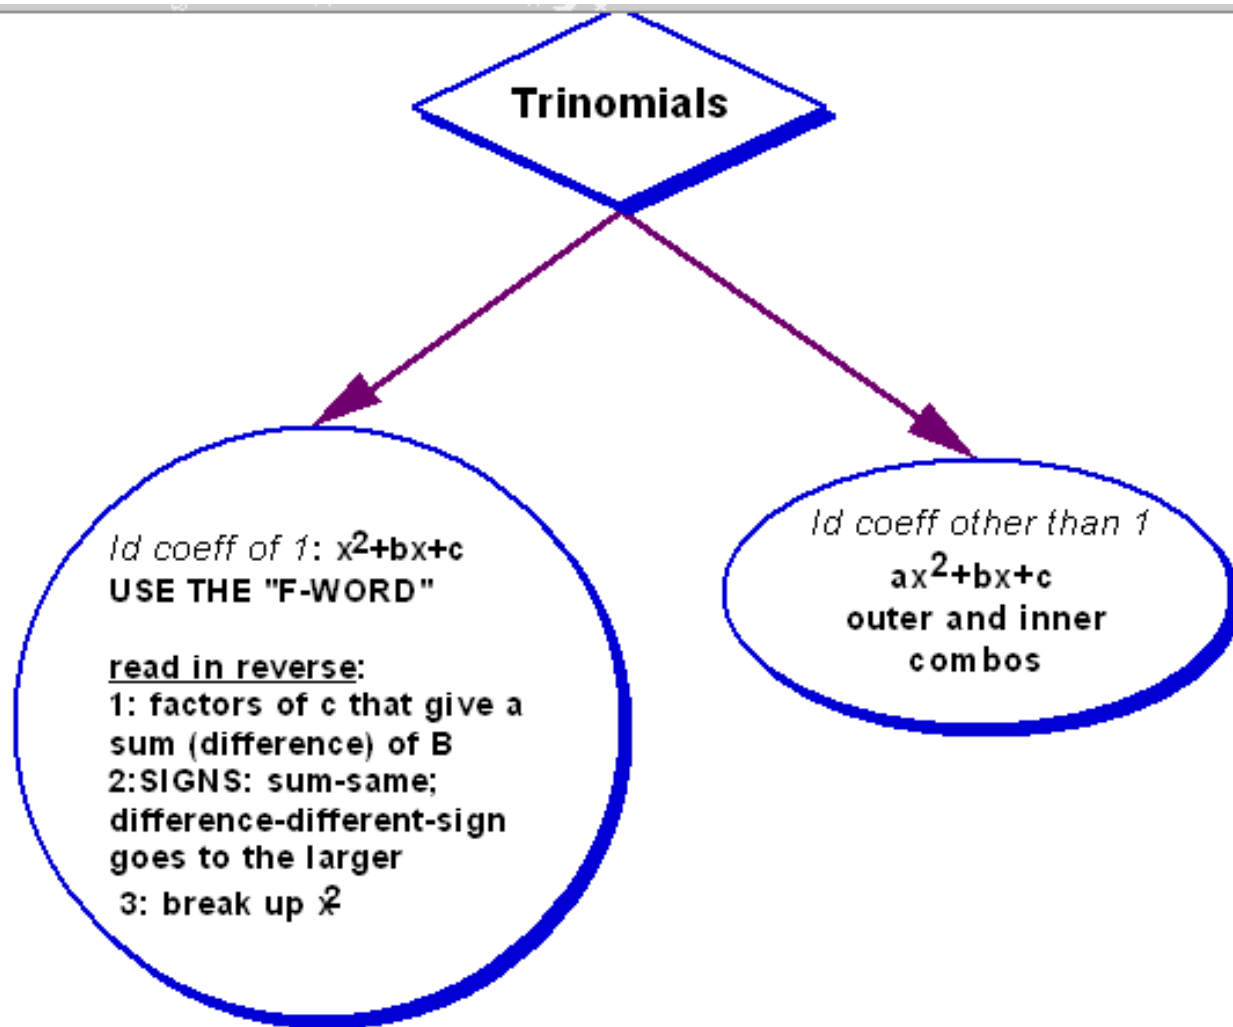 Trinomials
ld coeff of 1: x²+bx+c
USE THE "F-WORD"
read in reverse:
1: factors of c that give a
sum (difference) of B
2:SIGNS: sum-same;
difference-different-sign
goes to the larger
3: break up x²
ld coeff other than 1
ax²+bx+c
outer and inner
combos